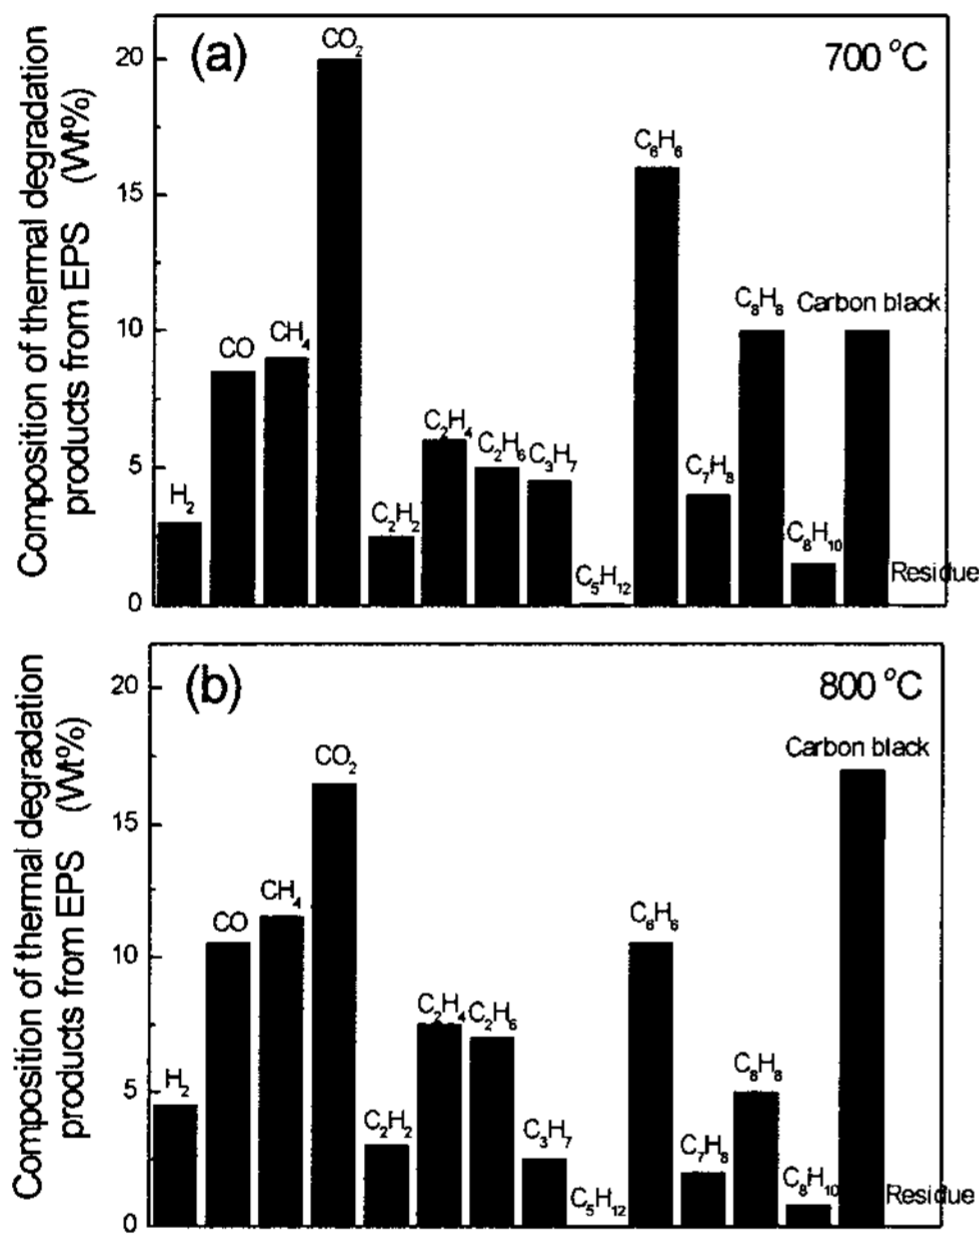 Composition of thermal degradation
products from EPS (Wt%)
(a)
700 °C
20
15
10
5
0
H₂
CO
CH₄
CO₂
C₂H₂
C₂H₄
C₂H₆
C₃H₇
C₅H₁₂
C₆H₆
C₇H₈
C₈H₈
C₈H₁₀
Carbon black
Residue
Composition of thermal degradation
products from EPS (Wt%)
(b)
800 °C
20
15
10
5
0
H₂
CO
CH₄
CO₂
C₂H₂
C₂H₄
C₂H₆
C₃H₇
C₅H₁₂
C₆H₆
C₇H₈
C₈H₈
C₈H₁₀
Carbon black
Residue